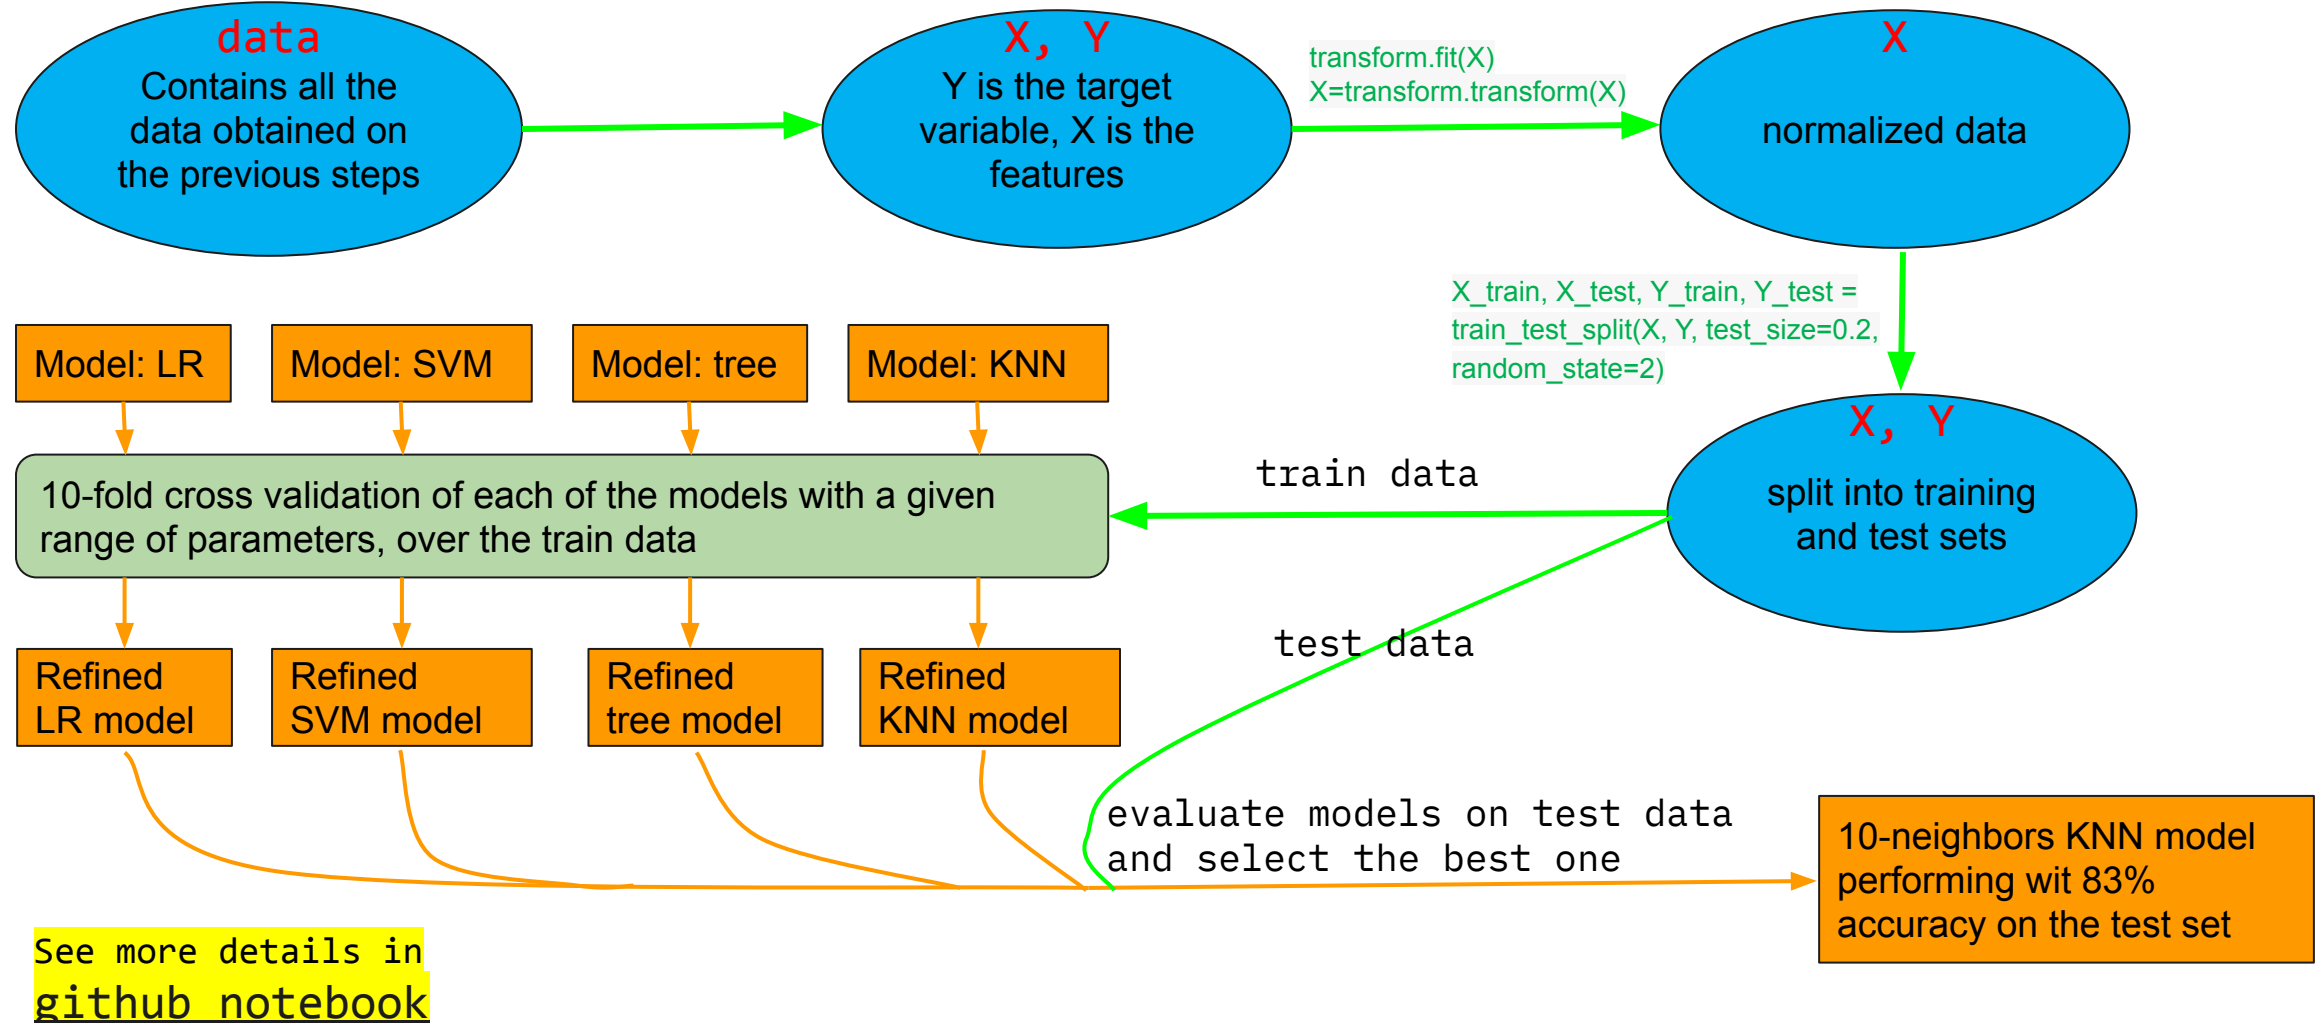 data
Contains all the
data obtained on
the previous steps
X, Y
Y is the target
variable, X is the
features
transform.fit(X)
X=transform.transform(X)
X
normalized data
X_train, X_test, Y_train, Y_test =
train_test_split(X, Y, test_size=0.2,
random_state=2)
X, Y
split into training
and test sets
Model: LR
Model: SVM
Model: tree
Model: KNN
train data
10-fold cross validation of each of the models with a given
range of parameters, over the train data
test data
Refined
LR model
Refined
SVM model
Refined
tree model
Refined
KNN model
evaluate models on test data
and select the best one
10-neighbors KNN model
performing wit 83%
accuracy on the test set
See more details in
github notebook